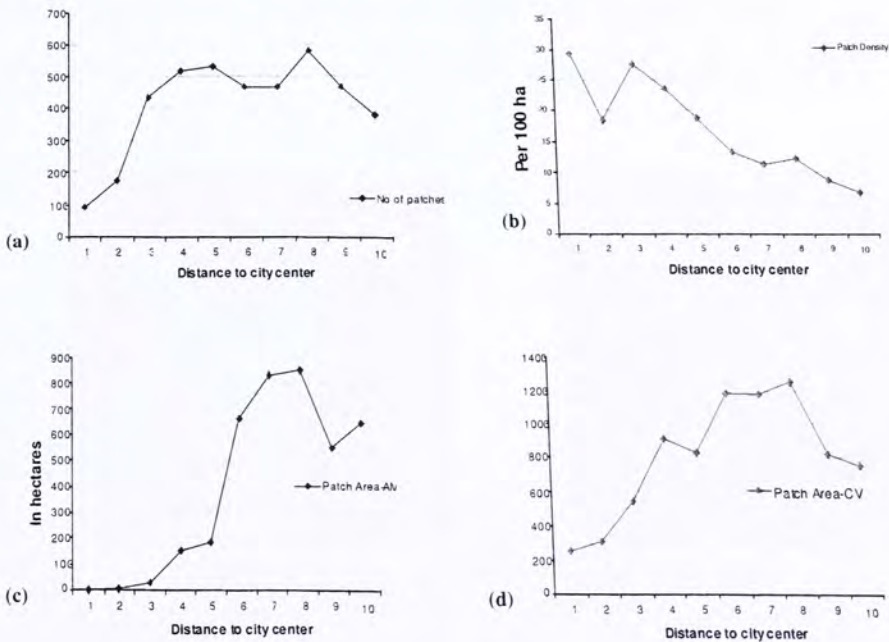 700
600
500
400
300
200
100
0
1 2 3 4 5 6 7 8 9 10
Distance to city center
No of patches
(a)
35
30
25
20
15
10
5
0
Per 100 ha
1 2 3 4 5 6 7 8 9 10
Distance to city center
Patch Density
(b)
900
800
700
600
500
400
300
200
100
0
In hectares
1 2 3 4 5 6 7 8 9 10
Distance to city center
Patch Area-AM
(c)
1400
1200
1000
800
600
400
200
0
1 2 3 4 5 6 7 8 9 10
Distance to city center
Patch Area-CV
(d)